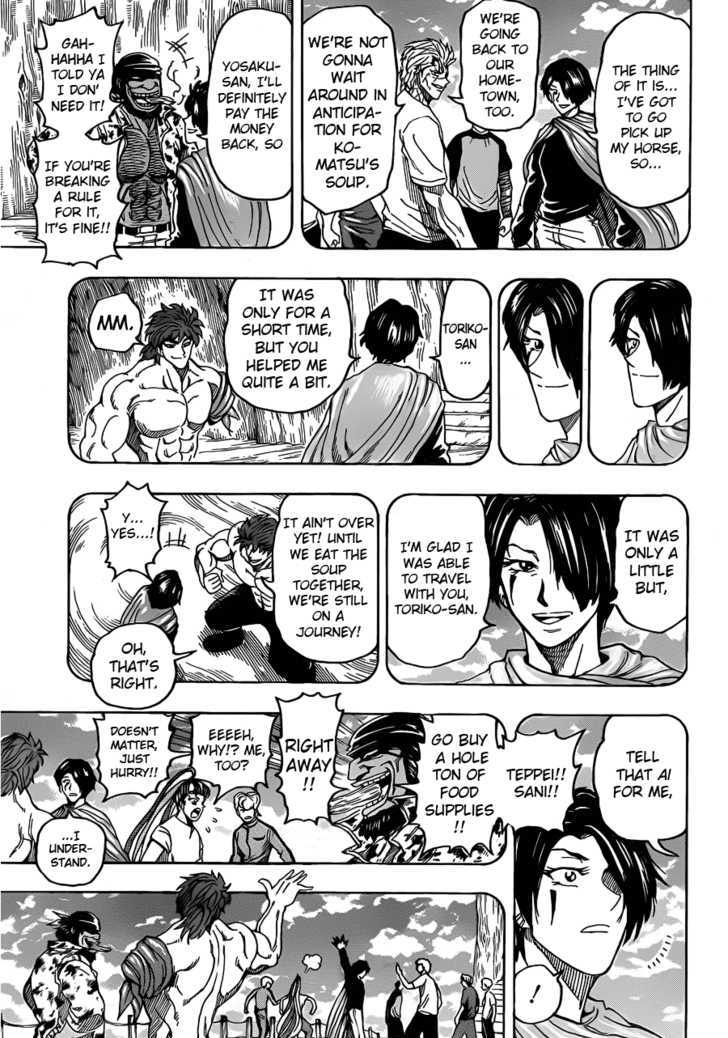 THE THING
OF IT IS...
I'VE GOT
TO GO
PICK UP
MY HORSE,
SO...
WE'RE
GOING
BACK TO
OUR
HOME-
TOWN,
TOO.
WE'RE NOT
GONNA
WAIT
AROUND IN
ANTICIPA-
TION FOR
KO-
MATSU'S
SOUP.
YOSAKU-
SAN, I'LL
DEFINITELY
PAY THE
MONEY
BACK, SO
GAH-
HAHHA I
TOLD YA
I DON'
NEED IT!
IF YOU'RE
BREAKING
A RULE
FOR IT,
IT'S FINE!!
TORIKO-
SAN
...
IT WAS
ONLY FOR A
SHORT TIME,
BUT YOU
HELPED ME
QUITE A BIT.
MM.
IT WAS
ONLY A
LITTLE
BUT,
I'M GLAD I
WAS ABLE
TO TRAVEL
WITH YOU,
TORIKO-SAN.
IT AIN'T OVER
YET! UNTIL
WE EAT THE
SOUP
TOGETHER,
WE'RE STILL
ON A
JOURNEY!
Y...
YES...!
OH,
THAT'S
RIGHT.
TELL
THAT AI
FOR ME,
TEPPEI!!
SANI!!
!
GO BUY
A HOLE
TON OF
FOOD
SUPPLIES
!!
RIGHT
AWAY
!!
EEEEH,
WHY!? ME,
TOO?
DOESN'T
MATTER,
JUST
HURRY!!
...I
UNDER-
STAND.